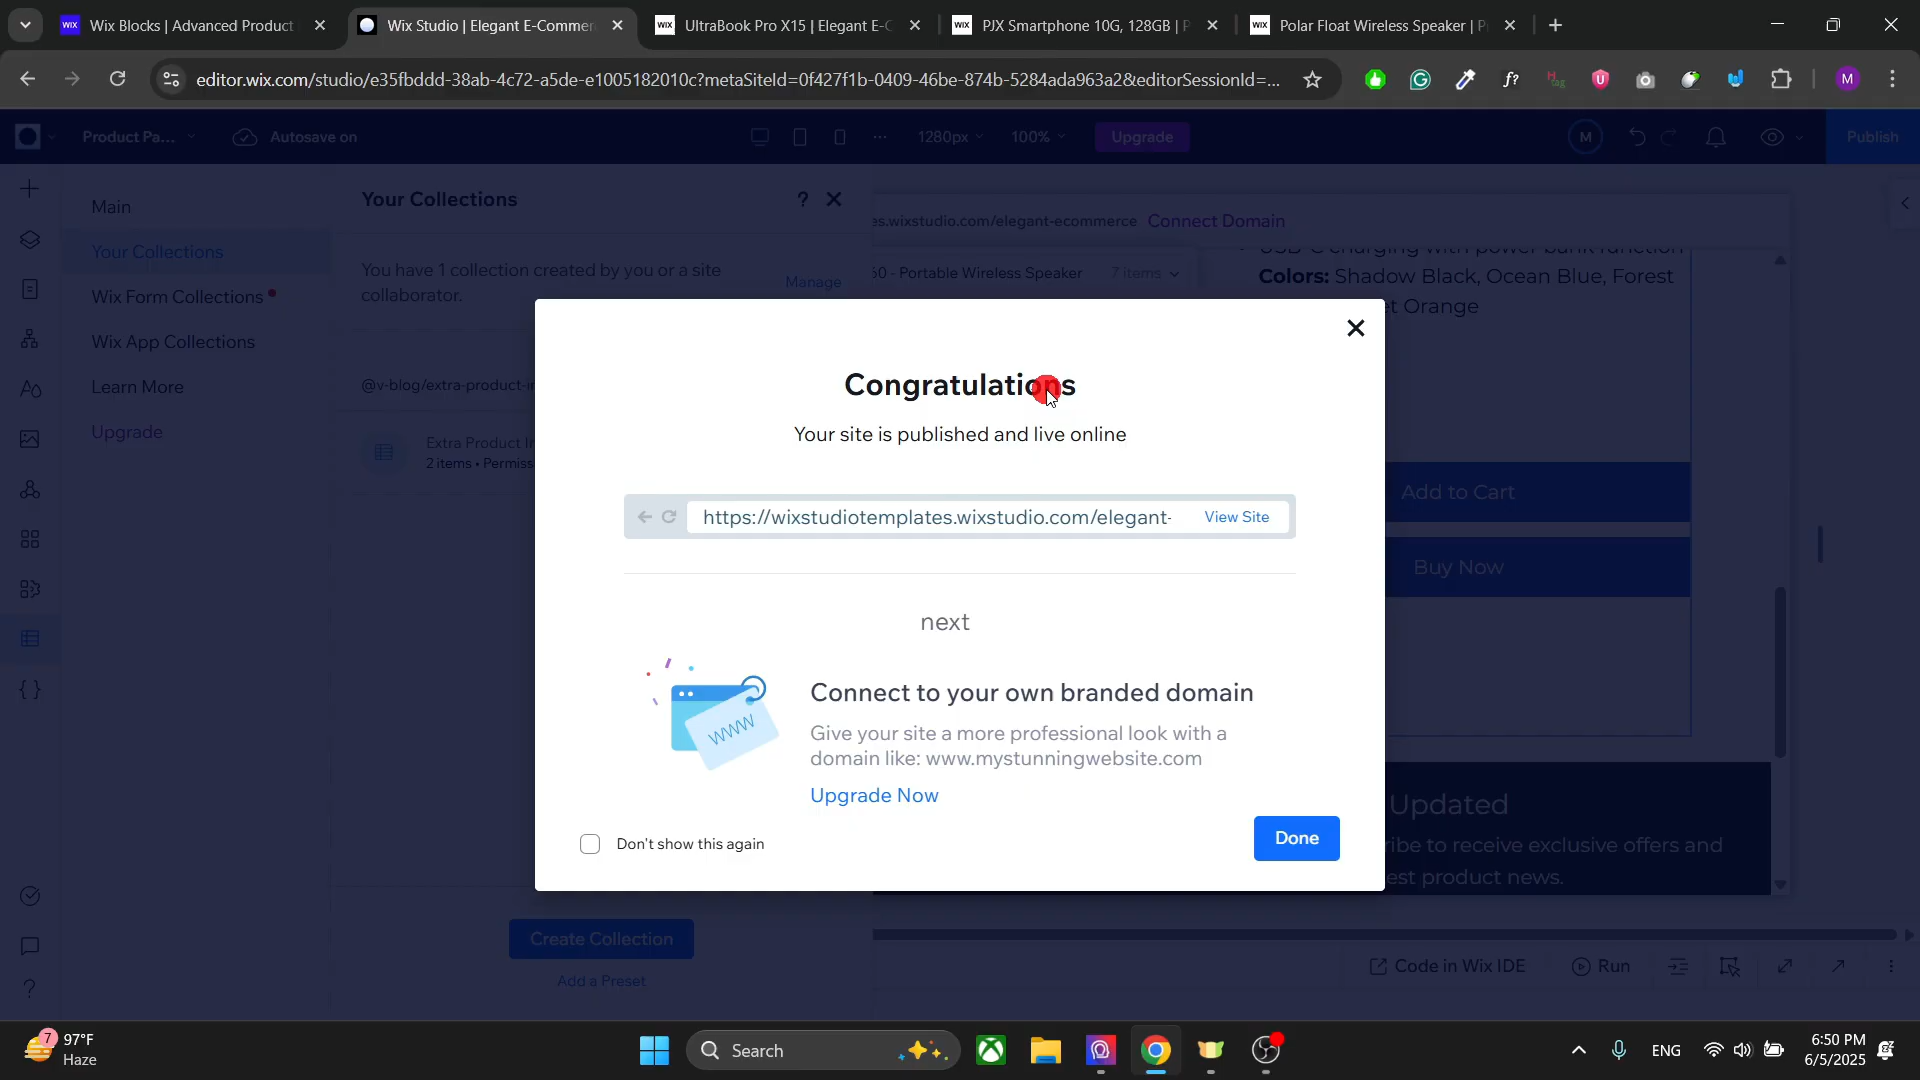 Wix Blocks | Advanced Product
Wix Studio | Elegant E-Commer
UltraBook Pro X15 | Elegant E-C
PJX Smartphone 10G, 128GB | P
Polar Float Wireless Speaker | P
editor.wix.com/studio/e35fbddd-38ab-4c72-a5de-e1005182010c?metaSiteId=0f427f1b-0409-46be-874b-5284ada963a2&editorSessionId=...
Product Pa...
Autosave on
1280px
100%
Upgrade
M
Publish
Main
Your Collections
Wix Form Collections
Wix App Collections
Learn More
Upgrade
Your Collections
?
You have 1 collection created by you or a site
collaborator.
Manage
@v-blog/extra-product-i
Extra Product I
2 items • Permiss
Create Collection
Add a Preset
es.wixstudio.com/elegant-ecommerce Connect Domain
60 - Portable Wireless Speaker 7 items
USB-C charging with power bank function
Colors: Shadow Black, Ocean Blue, Forest
t Orange
Add to Cart
Buy Now
Updated
ribe to receive exclusive offers and
est product news.
Code in Wix IDE
Run
Congratulations
Your site is published and live online
https://wixstudiotemplates.wixstudio.com/elegant-
View Site
next
WWW
Connect to your own branded domain
Give your site a more professional look with a
domain like: www.mystunningwebsite.com
Upgrade Now
Don't show this again
Done
7
97°F
Haze
Search
ENG
6:50 PM
6/5/2025